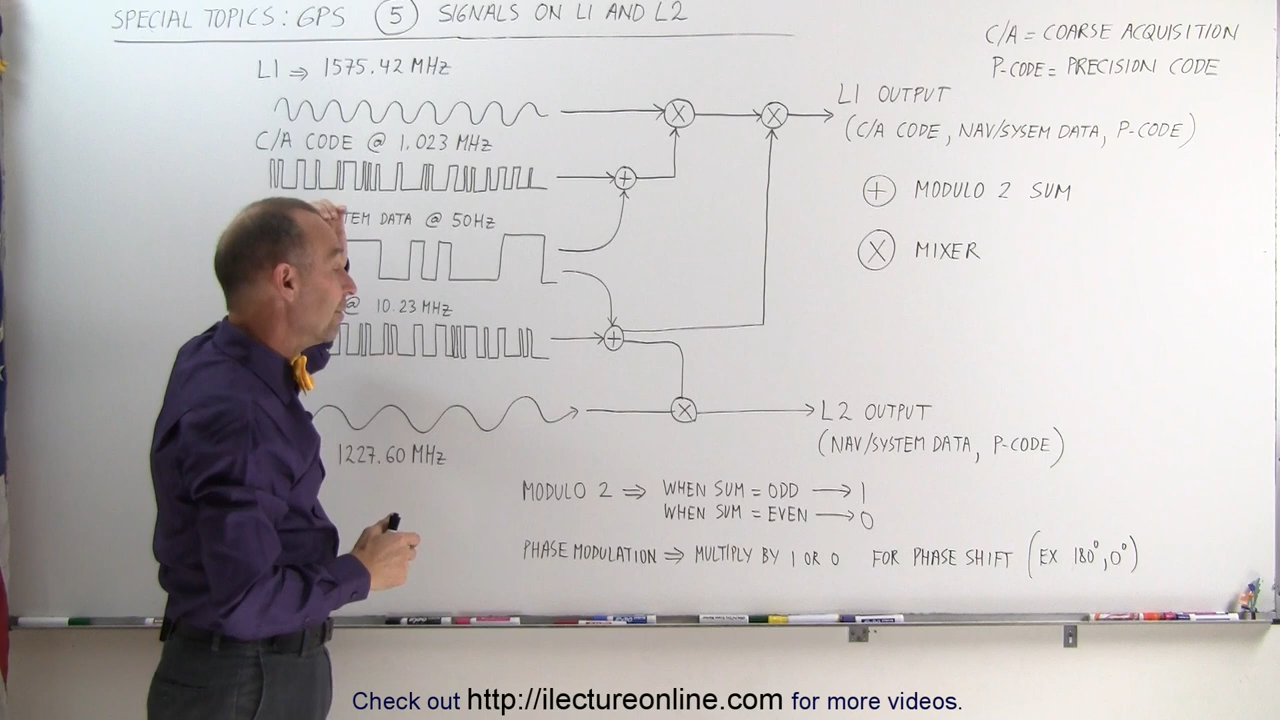 SPECIAL TOPICS: GPS 5 SIGNALS ON L1 AND L2
C/A = COARSE ACQUISITION
P-CODE = PRECISION CODE
L1 ⇒ 1575.42 MHz
L1 OUTPUT
(C/A CODE, NAV/SYSEM DATA, P-CODE)
C/A CODE @ 1.023 MHz
+ MODULO 2 SUM
TEM DATA @ 50Hz
X MIXER
@ 10.23 MHz
L2 OUTPUT
(NAV/SYSTEM DATA, P-CODE)
1227.60 MHz
MODULO 2 ⇒ WHEN SUM = ODD → 1
WHEN SUM = EVEN → 0
PHASE MODULATION ⇒ MULTIPLY BY 1 OR 0 FOR PHASE SHIFT (EX 180°, 0°)
Check out http://ilectureonline.com for more videos.